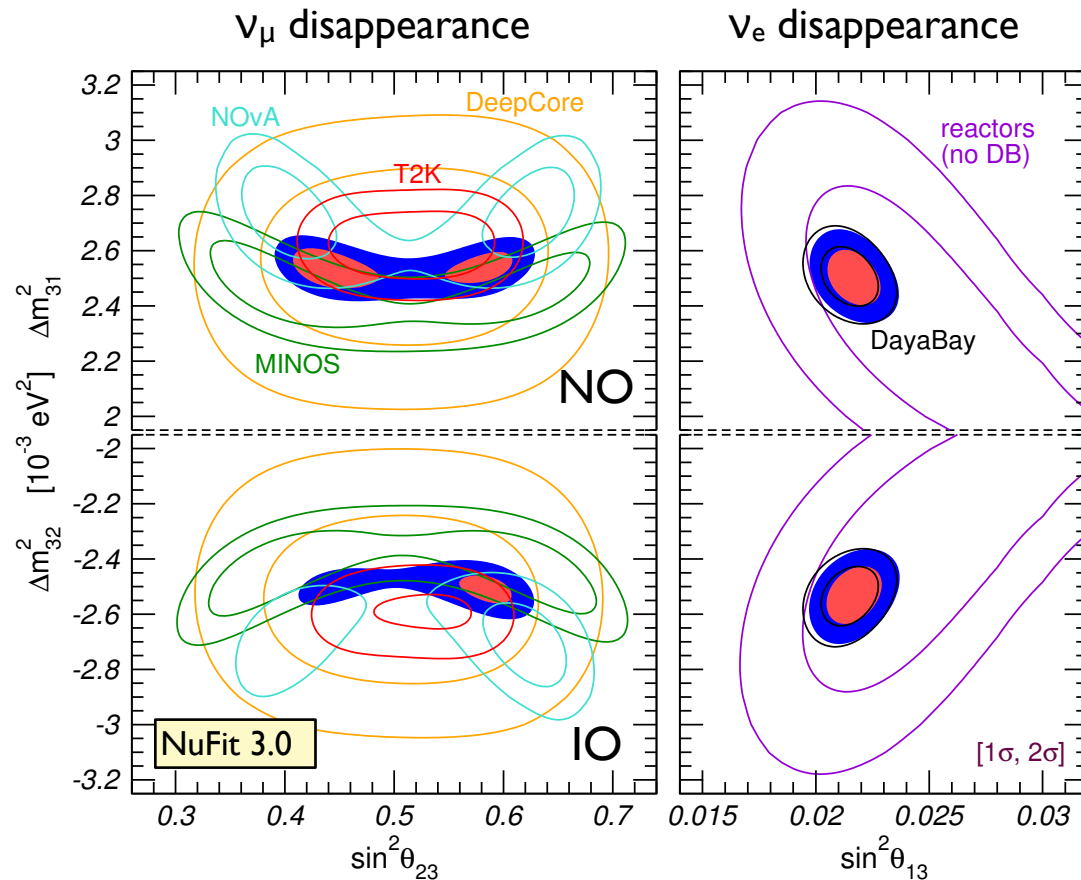 νμ disappearance
νe disappearance
3.2
3
2.8
2.6
2.4
2.2
2
-2
-2.2
-2.4
-2.6
-2.8
-3
-3.2
Δm²₃₂ [10⁻³ eV²] Δm²₃₁
NOvA
DeepCore
T2K
MINOS
NO
reactors
(no DB)
DayaBay
NuFit 3.0
IO
[1σ, 2σ]
0.3 0.4 0.5 0.6 0.7
0.015 0.02 0.025 0.03
sin²θ₂₃
sin²θ₁₃